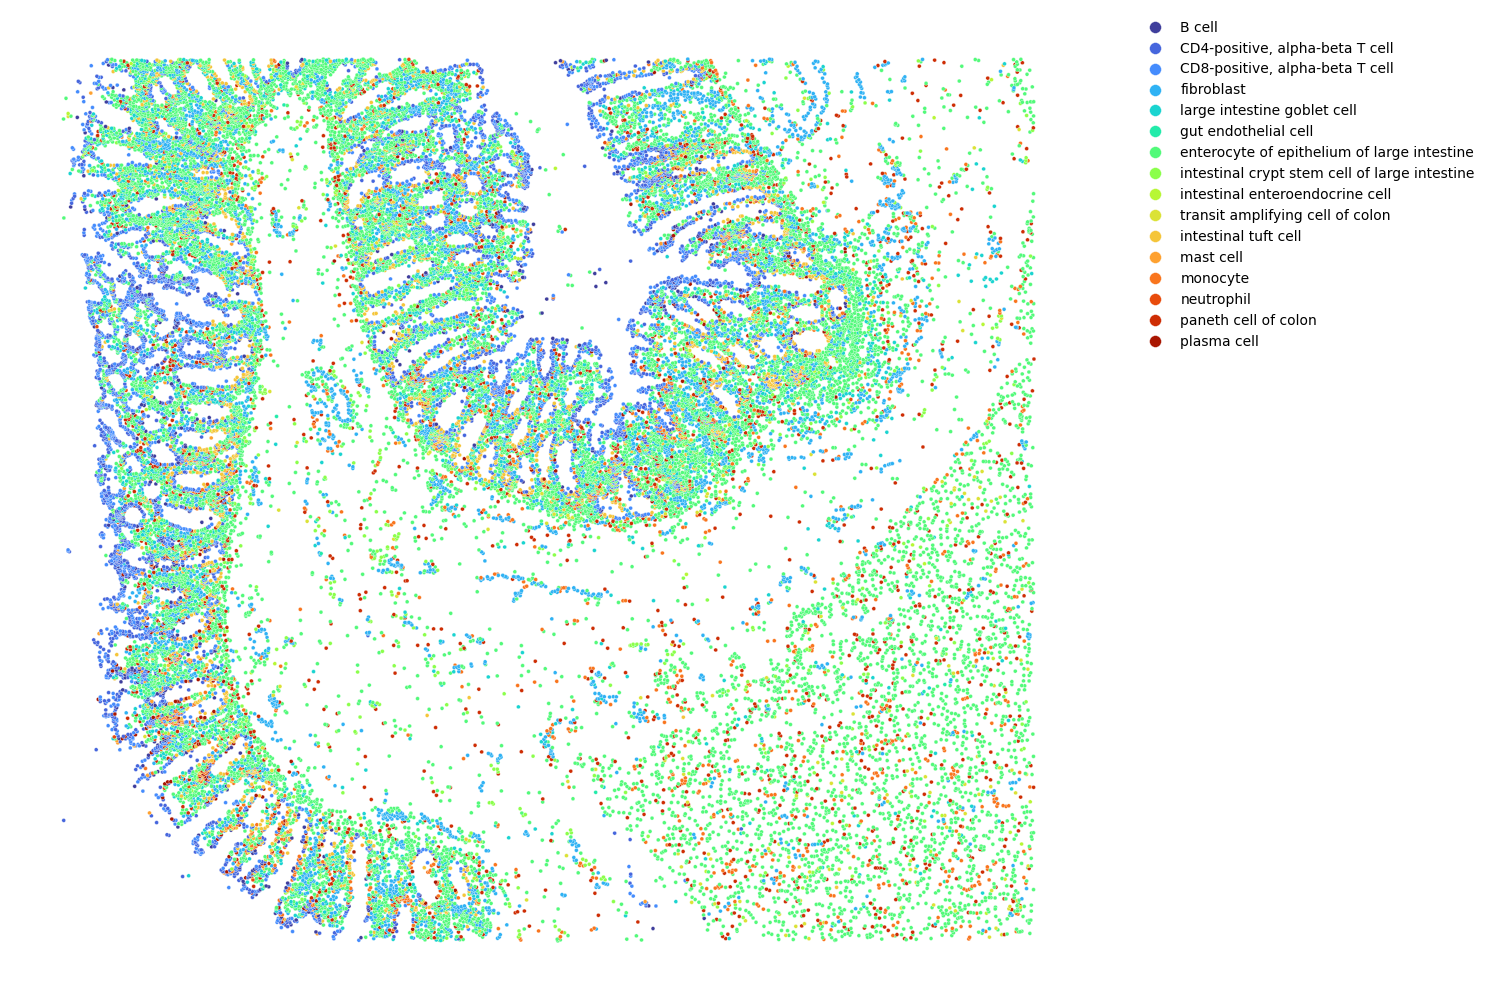 B cell
CD4-positive, alpha-beta T cell
CD8-positive, alpha-beta T cell
fibroblast
large intestine goblet cell
gut endothelial cell
enterocyte of epithelium of large intestine
intestinal crypt stem cell of large intestine
intestinal enteroendocrine cell
transit amplifying cell of colon
intestinal tuft cell
mast cell
monocyte
neutrophil
paneth cell of colon
plasma cell